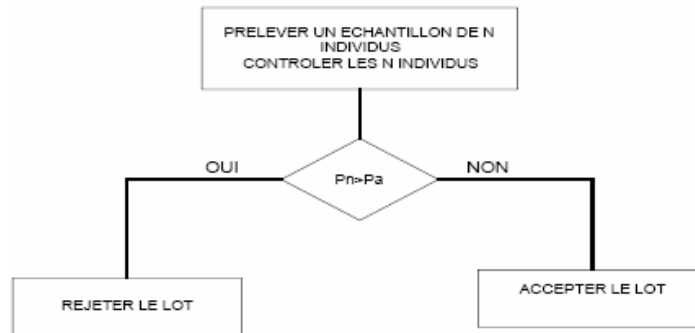 PRELEVER UN ECHANTILLON DE N
INDIVIDUS
CONTROLER LES N INDIVIDUS
OUI
NON
Pn>Pa
REJETER LE LOT
ACCEPTER LE LOT